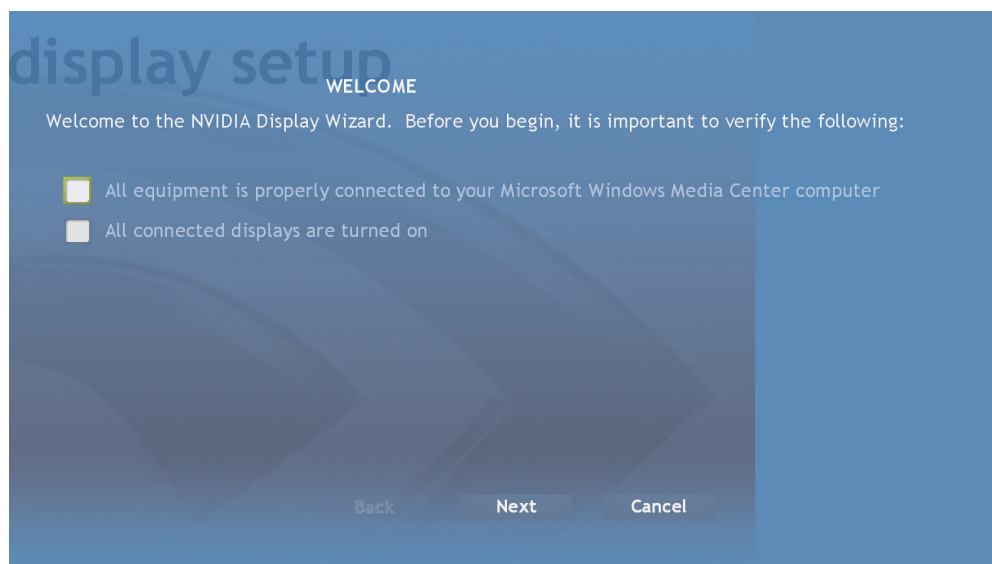 display setup
WELCOME
Welcome to the NVIDIA Display Wizard.  Before you begin, it is important to verify the following:
All equipment is properly connected to your Microsoft Windows Media Center computer
All connected displays are turned on
Back Next Cancel